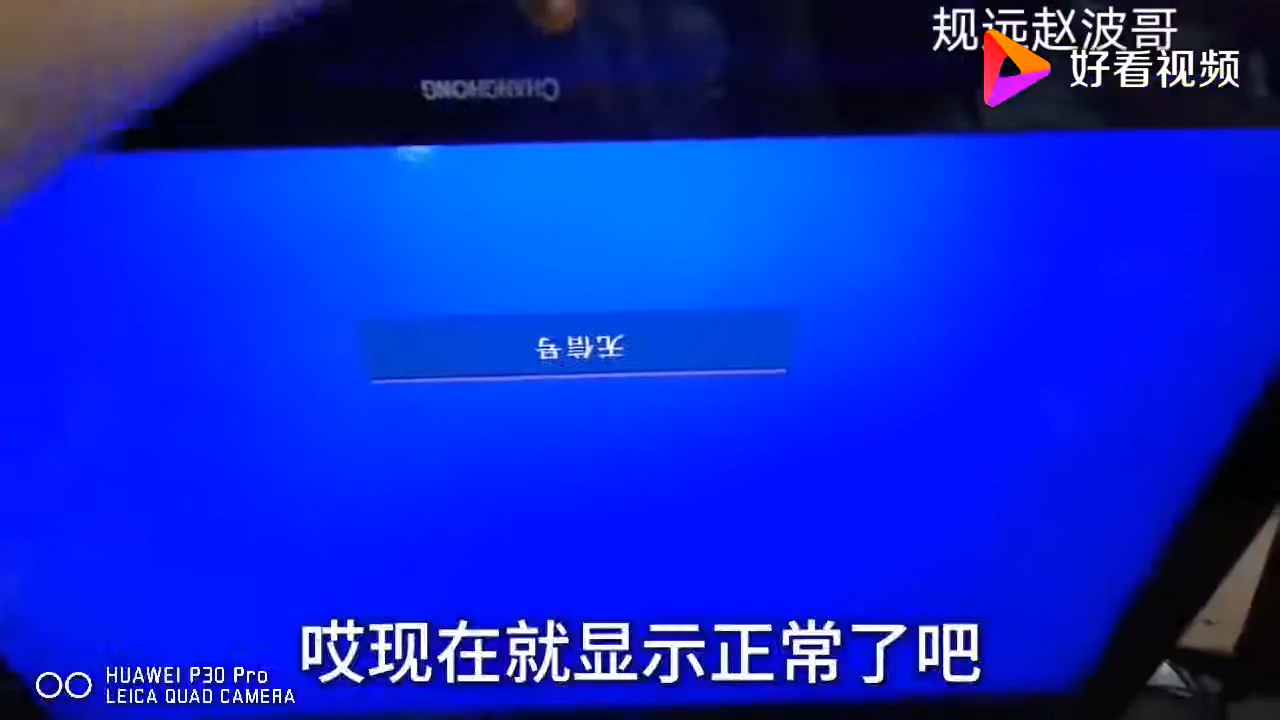 规远赵波哥
好看视频
CHANGHONG
无信号
哎现在就显示正常了吧
HUAWEI P30 Pro
LEICA QUAD CAMERA